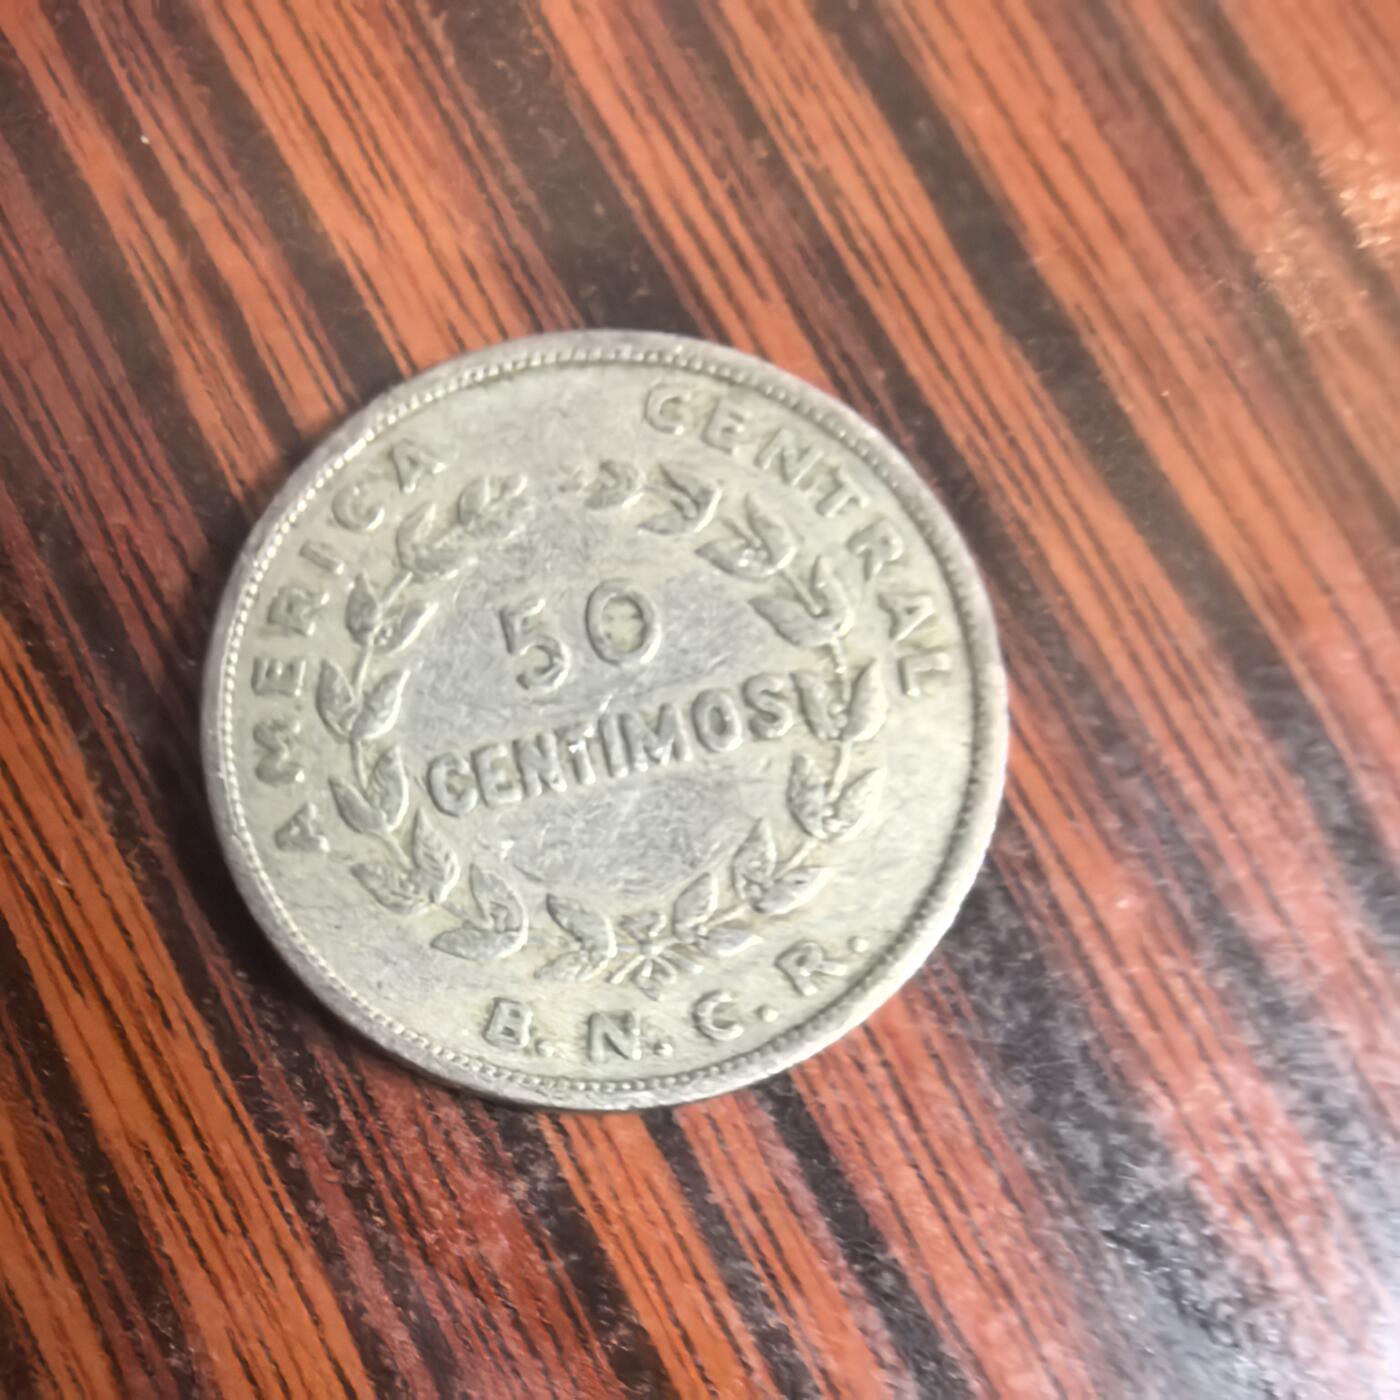 AMERICA CENTRAL
50
CENTIMOS
B. N. C. R.